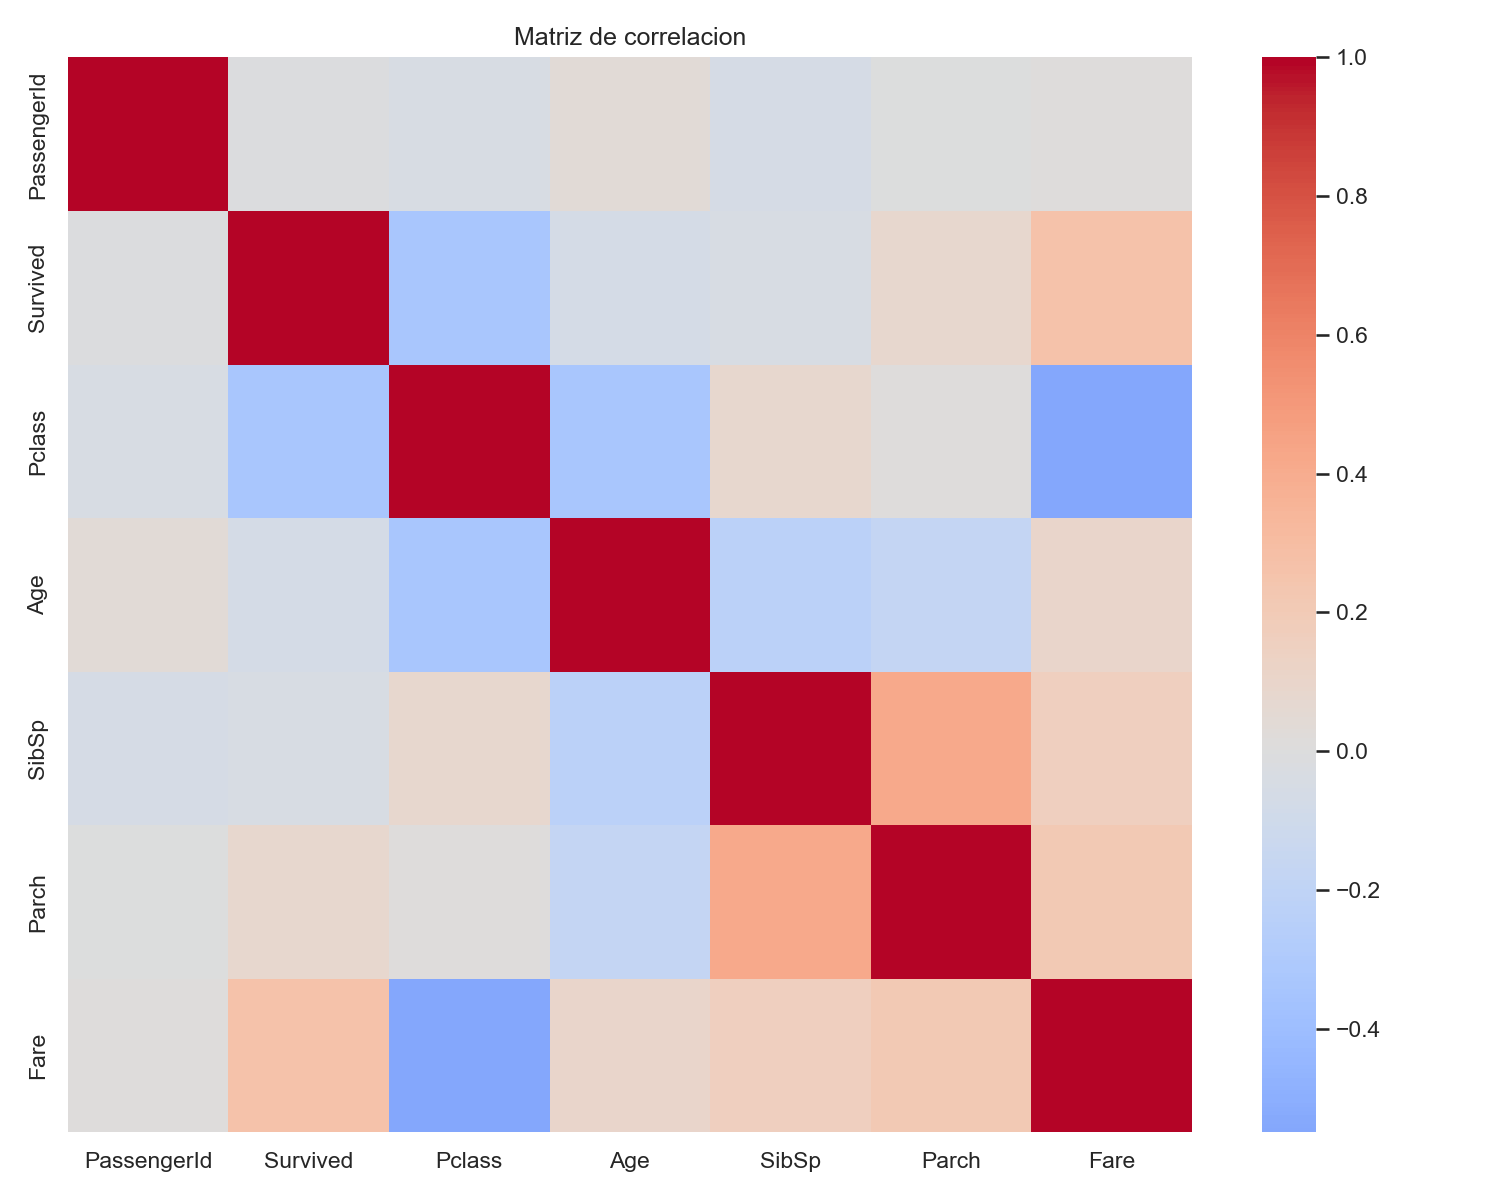 Matriz de correlacion
PassengerId
Survived
Pclass
Age
SibSp
Parch
Fare
PassengerId Survived Pclass Age SibSp Parch Fare
1.0
0.8
0.6
0.4
0.2
0.0
−0.2
−0.4